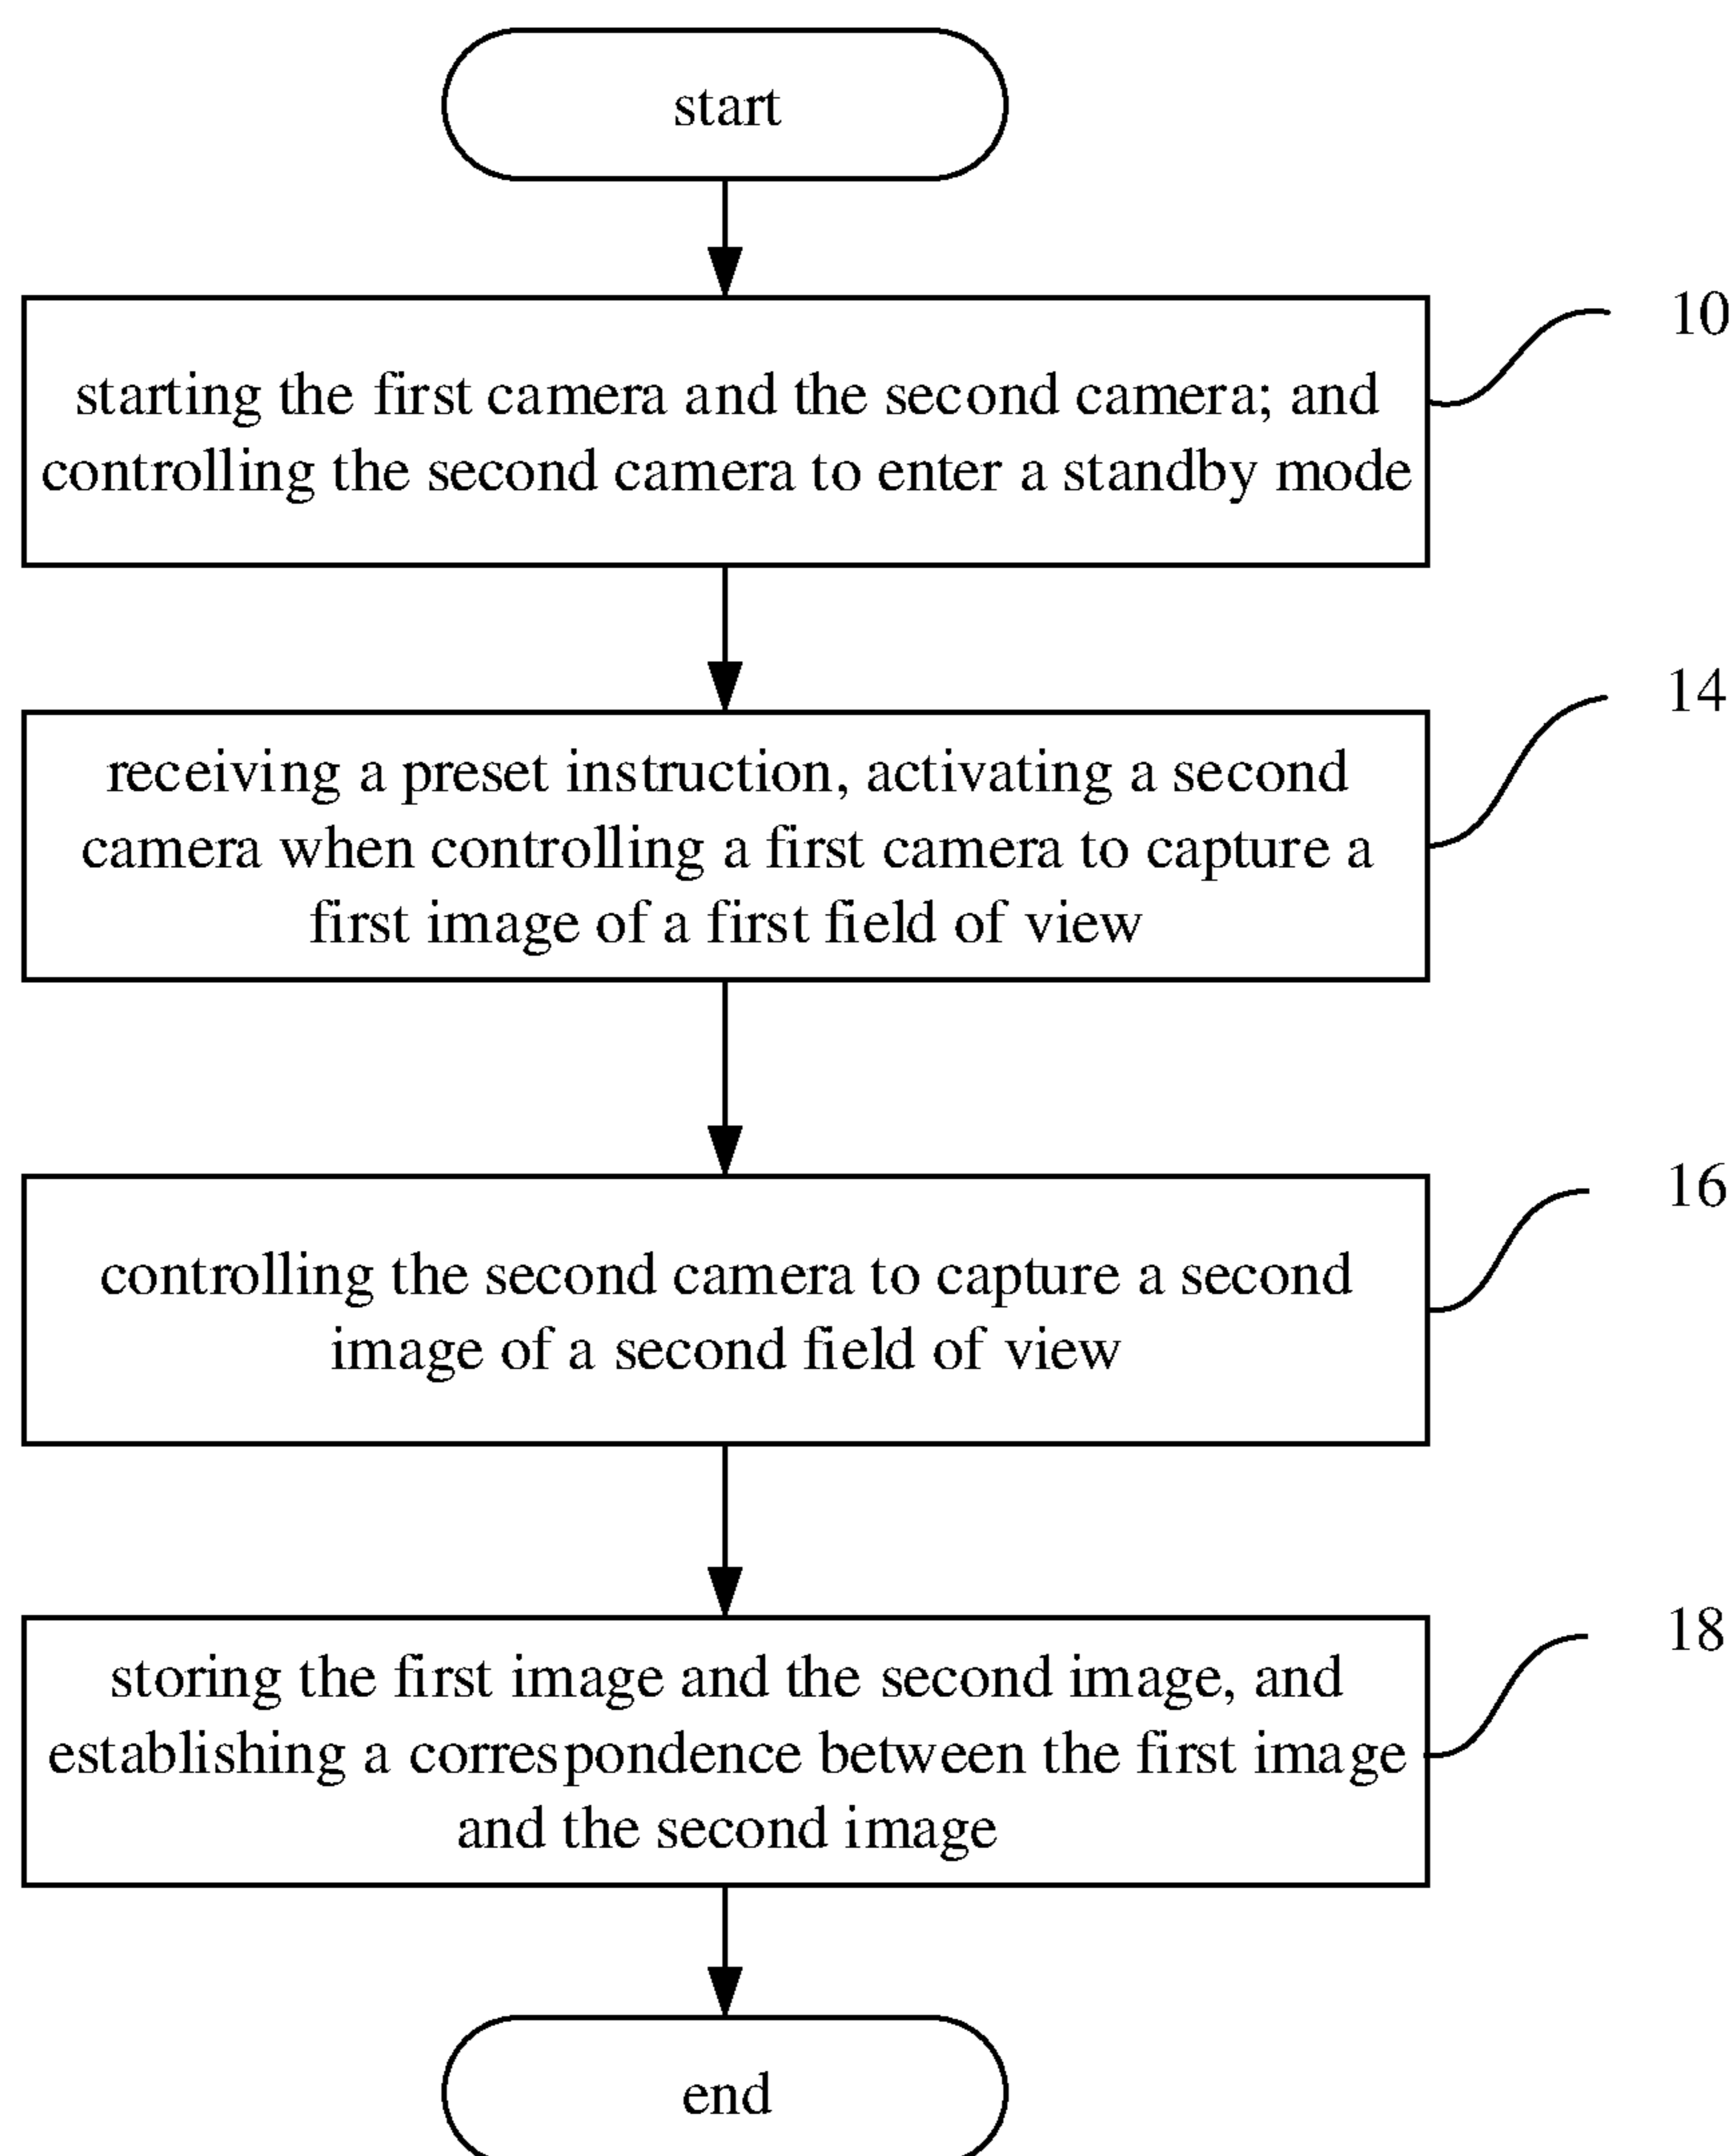 start
10
starting the first camera and the second camera; and
controlling the second camera to enter a standby mode
14
receiving a preset instruction, activating a second
camera when controlling a first camera to capture a
first image of a first field of view
16
controlling the second camera to capture a second
image of a second field of view
18
storing the first image and the second image, and
establishing a correspondence between the first image
and the second image
end